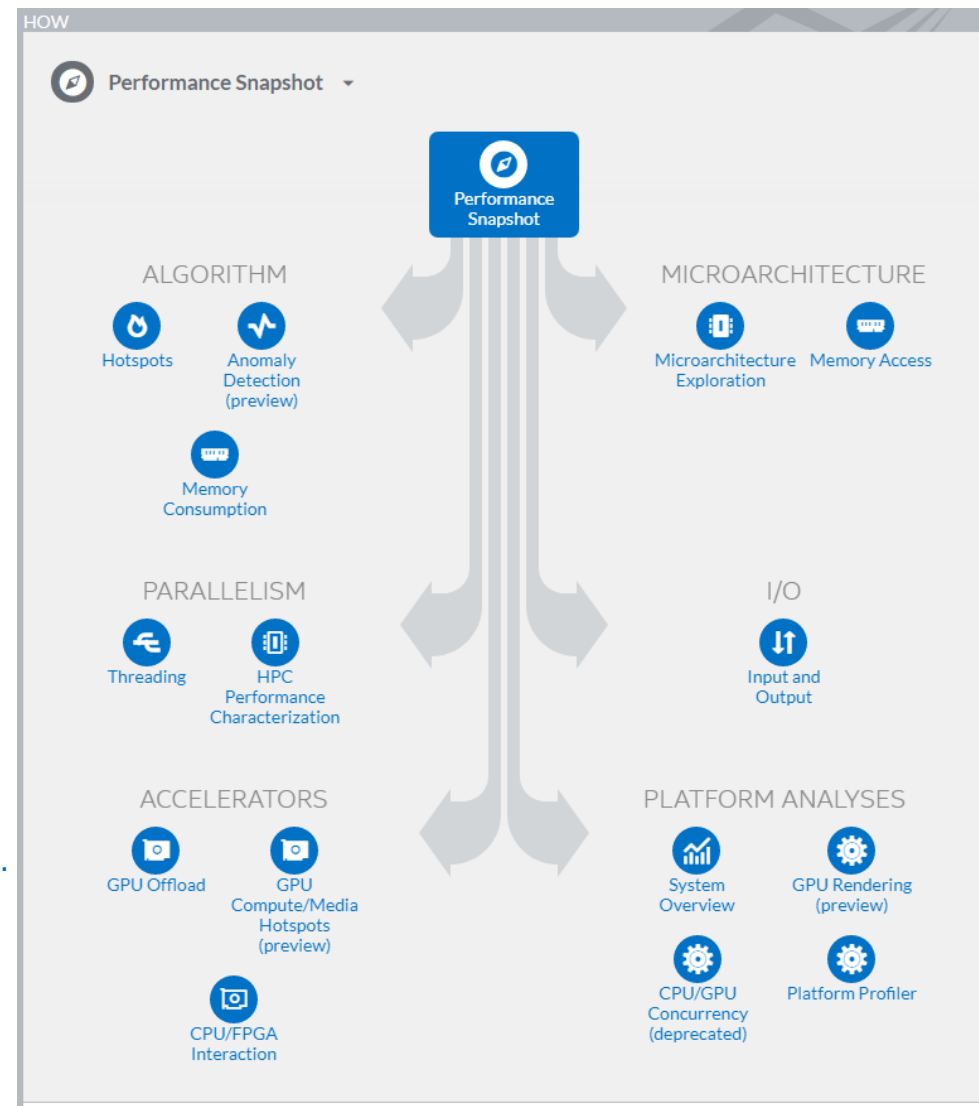 HOW
Performance Snapshot
Performance
Snapshot
ALGORITHM
Hotspots
Anomaly
Detection
(preview)
Memory
Consumption
MICROARCHITECTURE
Microarchitecture
Exploration
Memory Access
PARALLELISM
Threading
HPC
Performance
Characterization
I/O
Input and
Output
ACCELERATORS
GPU Offload
GPU
Compute/Media
Hotspots
(preview)
CPU/FPGA
Interaction
PLATFORM ANALYSES
System
Overview
GPU Rendering
(preview)
CPU/GPU
Concurrency
(deprecated)
Platform Profiler
.